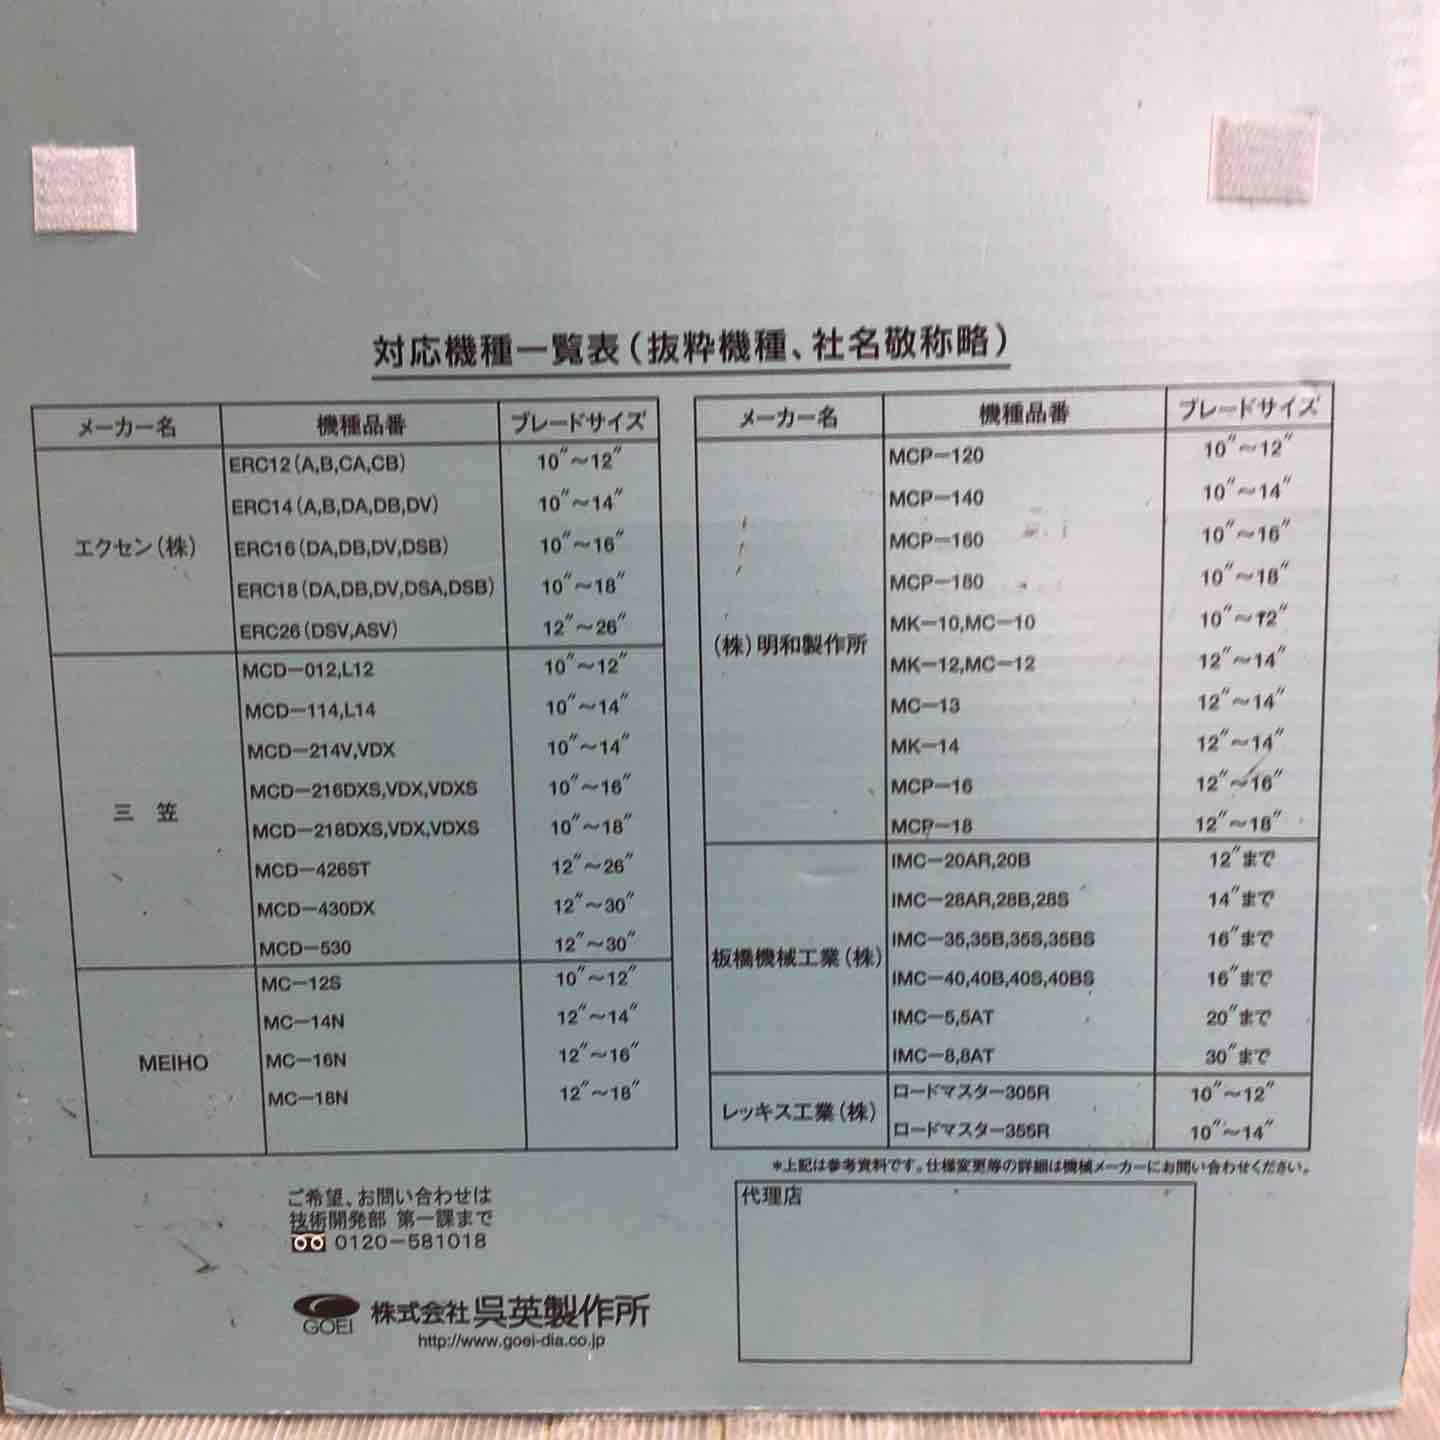 対応機種一覧表(抜粋機種、社名敬称略)
メーカー名 機種品番 ブレードサイズ
エクセン(株)
ERC12(A,B,CA,CB) 10″〜12″
ERC14(A,B,DA,DB,DV) 10″〜14″
ERC16(DA,DB,DV,DSB) 10″〜16″
ERC18(DA,DB,DV,DSA,DSB) 10″〜18″
ERC26(DSV,ASV) 12″〜26″
三 笠
MCD−012,L12 10″〜12″
MCD−114,L14 10″〜14″
MCD−214V,VDX 10″〜14″
MCD−216DXS,VDX,VDXS 10″〜16″
MCD−218DXS,VDX,VDXS 10″〜18″
MCD−426ST 12″〜26″
MCD−430DX 12″〜30″
MCD−530 12″〜30″
MEIHO
MC−12S 10″〜12″
MC−14N 12″〜14″
MC−16N 12″〜16″
MC−18N 12″〜18″
メーカー名 機種品番 ブレードサイズ
(株)明和製作所
MCP−120 10″〜12″
MCP−140 10″〜14″
MCP−160 10″〜16″
MCP−180 10″〜18″
MK−10,MC−10 10″〜12″
MK−12,MC−12 12″〜14″
MC−13 12″〜14″
MK−14 12″〜14″
MCP−16 12″〜16″
MCP−18 12″〜18″
板橋機械工業(株)
IMC−20AR,20B 12″まで
IMC−28AR,28B,28S 14″まで
IMC−35,35B,35S,35BS 16″まで
IMC−40,40B,40S,40BS 16″まで
IMC−5,5AT 20″まで
IMC−8,8AT 30″まで
レッキス工業(株)
ロードマスター305R 10″〜12″
ロードマスター355R 10″〜14″
＊上記は参考資料です。仕様変更等の詳細は機械メーカーにお問い合わせください。
ご希望、お問い合わせは
技術開発部 第一課まで
0120−581018
GOEI 株式会社 呉英製作所
http://www.goei-dia.co.jp
代理店